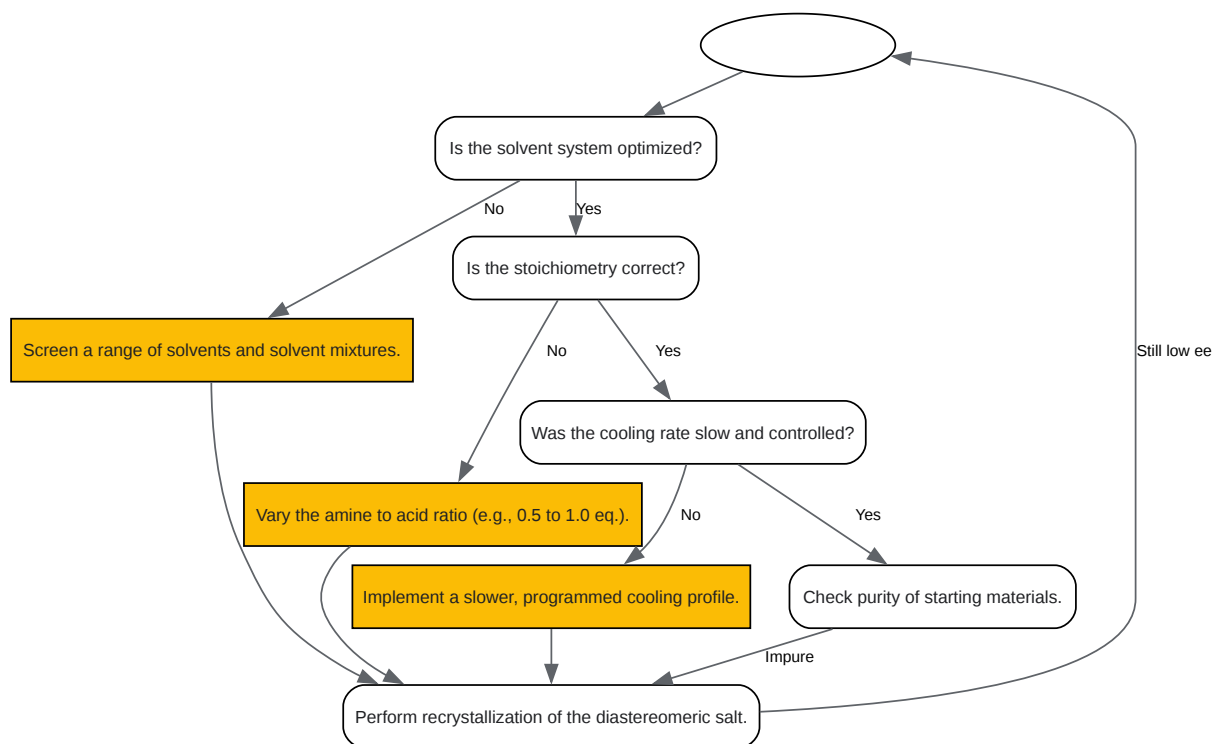 Is the solvent system optimized?
No
Yes
Is the stoichiometry correct?
Screen a range of solvents and solvent mixtures.
No
Yes
Still low ee
Was the cooling rate slow and controlled?
Vary the amine to acid ratio (e.g., 0.5 to 1.0 eq.).
No
Yes
Implement a slower, programmed cooling profile.
Check purity of starting materials.
Impure
Perform recrystallization of the diastereomeric salt.